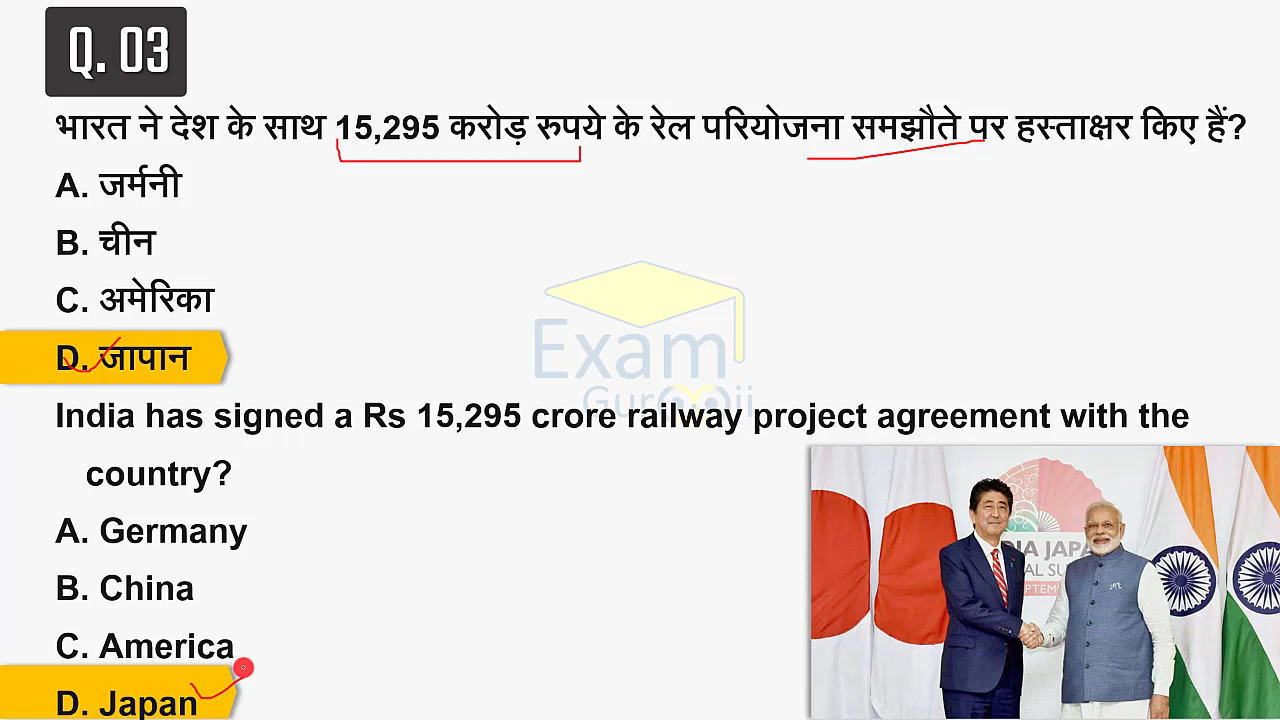 Q. 03
भारत ने देश के साथ 15,295 करोड़ रुपये के रेल परियोजना समझौते पर हस्ताक्षर किए हैं?
A. जर्मनी
B. चीन
C. अमेरिका
D. जापान
Exam
Gurooji
India has signed a Rs 15,295 crore railway project agreement with the
country?
A. Germany
B. China
C. America
D. Japan